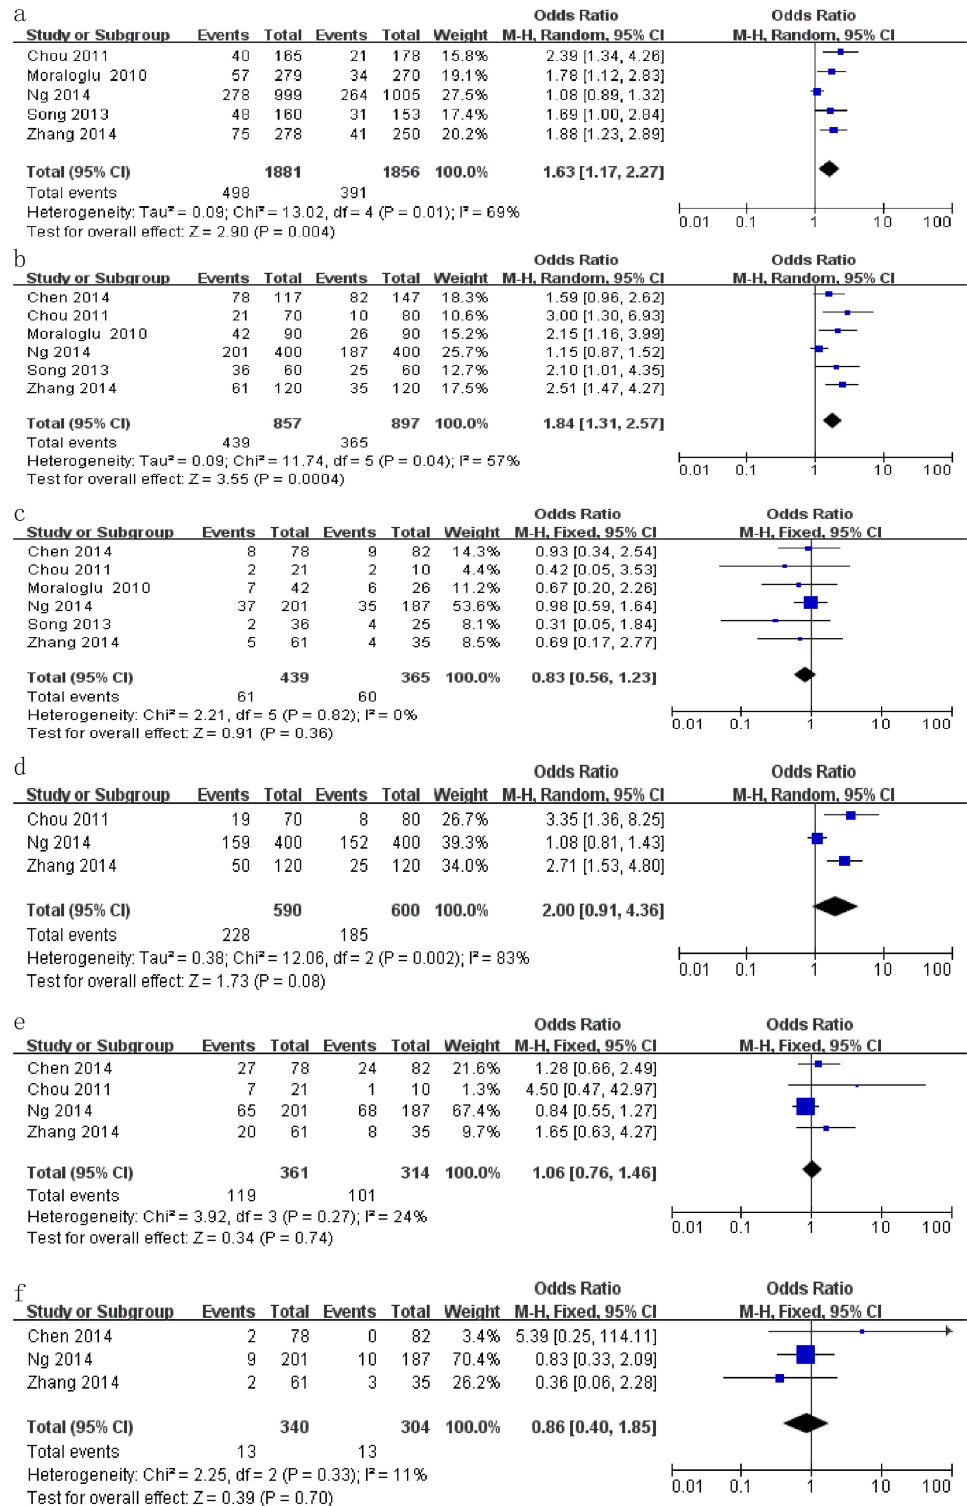 a
Odds Ratio Odds Ratio
Study or Subgroup Events Total Events Total Weight M-H, Random, 95% CI M-H, Random, 95% CI
Chou 2011 40 165 21 178 15.8% 2.39 [1.34, 4.26]
Moraloglu 2010 57 279 34 270 19.1% 1.78 [1.12, 2.83]
Ng 2014 278 999 264 1005 27.5% 1.08 [0.89, 1.32]
Song 2013 48 160 31 153 17.4% 1.69 [1.00, 2.84]
Zhang 2014 75 278 41 250 20.2% 1.88 [1.23, 2.89]
Total (95% CI) 1881 1856 100.0% 1.63 [1.17, 2.27]
Total events 498 391
Heterogeneity: Tau² = 0.09; Chi² = 13.02, df = 4 (P = 0.01); I² = 69%
Test for overall effect: Z = 2.90 (P = 0.004)
0.01 0.1 1 10 100
b
Odds Ratio Odds Ratio
Study or Subgroup Events Total Events Total Weight M-H, Random, 95% CI M-H, Random, 95% CI
Chen 2014 78 117 82 147 18.3% 1.59 [0.96, 2.62]
Chou 2011 21 70 10 80 10.6% 3.00 [1.30, 6.93]
Moraloglu 2010 42 90 26 90 15.2% 2.15 [1.16, 3.99]
Ng 2014 201 400 187 400 25.7% 1.15 [0.87, 1.52]
Song 2013 36 60 25 60 12.7% 2.10 [1.01, 4.35]
Zhang 2014 61 120 35 120 17.5% 2.51 [1.47, 4.27]
Total (95% CI) 857 897 100.0% 1.84 [1.31, 2.57]
Total events 439 365
Heterogeneity: Tau² = 0.09; Chi² = 11.74, df = 5 (P = 0.04); I² = 57%
Test for overall effect: Z = 3.55 (P = 0.0004)
0.01 0.1 1 10 100
c
Odds Ratio Odds Ratio
Study or Subgroup Events Total Events Total Weight M-H, Fixed, 95% CI M-H, Fixed, 95% CI
Chen 2014 8 78 9 82 14.3% 0.93 [0.34, 2.54]
Chou 2011 2 21 2 10 4.4% 0.42 [0.05, 3.53]
Moraloglu 2010 7 42 6 26 11.2% 0.67 [0.20, 2.26]
Ng 2014 37 201 35 187 53.6% 0.98 [0.59, 1.64]
Song 2013 2 36 4 25 8.1% 0.31 [0.05, 1.84]
Zhang 2014 5 61 4 35 8.5% 0.69 [0.17, 2.77]
Total (95% CI) 439 365 100.0% 0.83 [0.56, 1.23]
Total events 61 60
Heterogeneity: Chi² = 2.21, df = 5 (P = 0.82); I² = 0%
Test for overall effect: Z = 0.91 (P = 0.36)
0.01 0.1 1 10 100
d
Odds Ratio Odds Ratio
Study or Subgroup Events Total Events Total Weight M-H, Random, 95% CI M-H, Random, 95% CI
Chou 2011 19 70 8 80 26.7% 3.35 [1.36, 8.25]
Ng 2014 159 400 152 400 39.3% 1.08 [0.81, 1.43]
Zhang 2014 50 120 25 120 34.0% 2.71 [1.53, 4.80]
Total (95% CI) 590 600 100.0% 2.00 [0.91, 4.36]
Total events 228 185
Heterogeneity: Tau² = 0.38; Chi² = 12.06, df = 2 (P = 0.002); I² = 83%
Test for overall effect: Z = 1.73 (P = 0.08)
0.01 0.1 1 10 100
e
Odds Ratio Odds Ratio
Study or Subgroup Events Total Events Total Weight M-H, Fixed, 95% CI M-H, Fixed, 95% CI
Chen 2014 27 78 24 82 21.6% 1.28 [0.66, 2.49]
Chou 2011 7 21 1 10 1.3% 4.50 [0.47, 42.97]
Ng 2014 65 201 68 187 67.4% 0.84 [0.55, 1.27]
Zhang 2014 20 61 8 35 9.7% 1.65 [0.63, 4.27]
Total (95% CI) 361 314 100.0% 1.06 [0.76, 1.46]
Total events 119 101
Heterogeneity: Chi² = 3.92, df = 3 (P = 0.27); I² = 24%
Test for overall effect: Z = 0.34 (P = 0.74)
0.01 0.1 1 10 100
f
Odds Ratio Odds Ratio
Study or Subgroup Events Total Events Total Weight M-H, Fixed, 95% CI M-H, Fixed, 95% CI
Chen 2014 2 78 0 82 3.4% 5.39 [0.25, 114.11]
Ng 2014 9 201 10 187 70.4% 0.83 [0.33, 2.09]
Zhang 2014 2 61 3 35 26.2% 0.36 [0.06, 2.28]
Total (95% CI) 340 304 100.0% 0.86 [0.40, 1.85]
Total events 13 13
Heterogeneity: Chi² = 2.25, df = 2 (P = 0.33); I² = 11%
Test for overall effect: Z = 0.39 (P = 0.70)
0.01 0.1 1 10 100